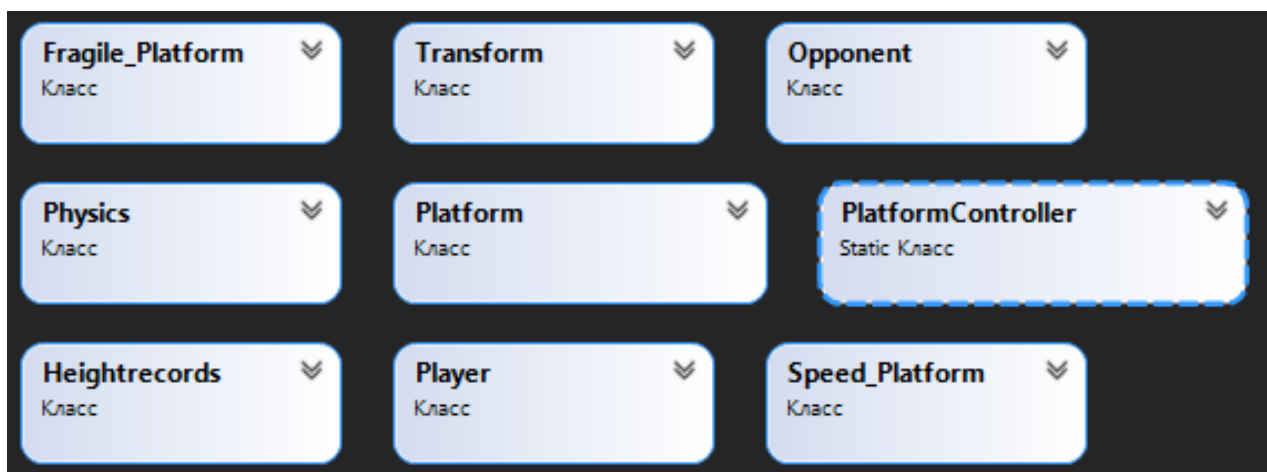 Fragile_Platform
Класс
Transform
Класс
Opponent
Класс
Physics
Класс
Platform
Класс
PlatformController
Static Класс
Heightrecords
Класс
Player
Класс
Speed_Platform
Класс